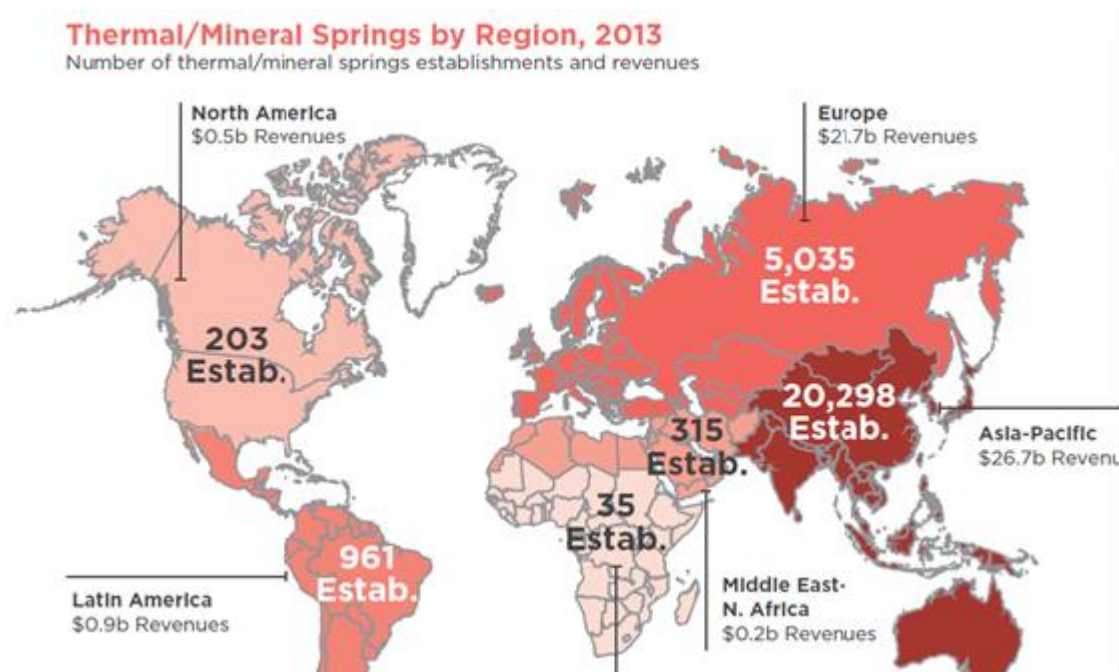 Thermal/Mineral Springs by Region, 2013
Number of thermal/mineral springs establishments and revenues
North America
$0.5b Revenues
Europe
$21.7b Revenues
5,035
Estab.
203
Estab.
20,298
Estab.
315
Estab.
Asia-Pacific
$26.7b Revenu
35
Estab.
961
Estab.
Latin America
$0.9b Revenues
Middle East-
N. Africa
$0.2b Revenues